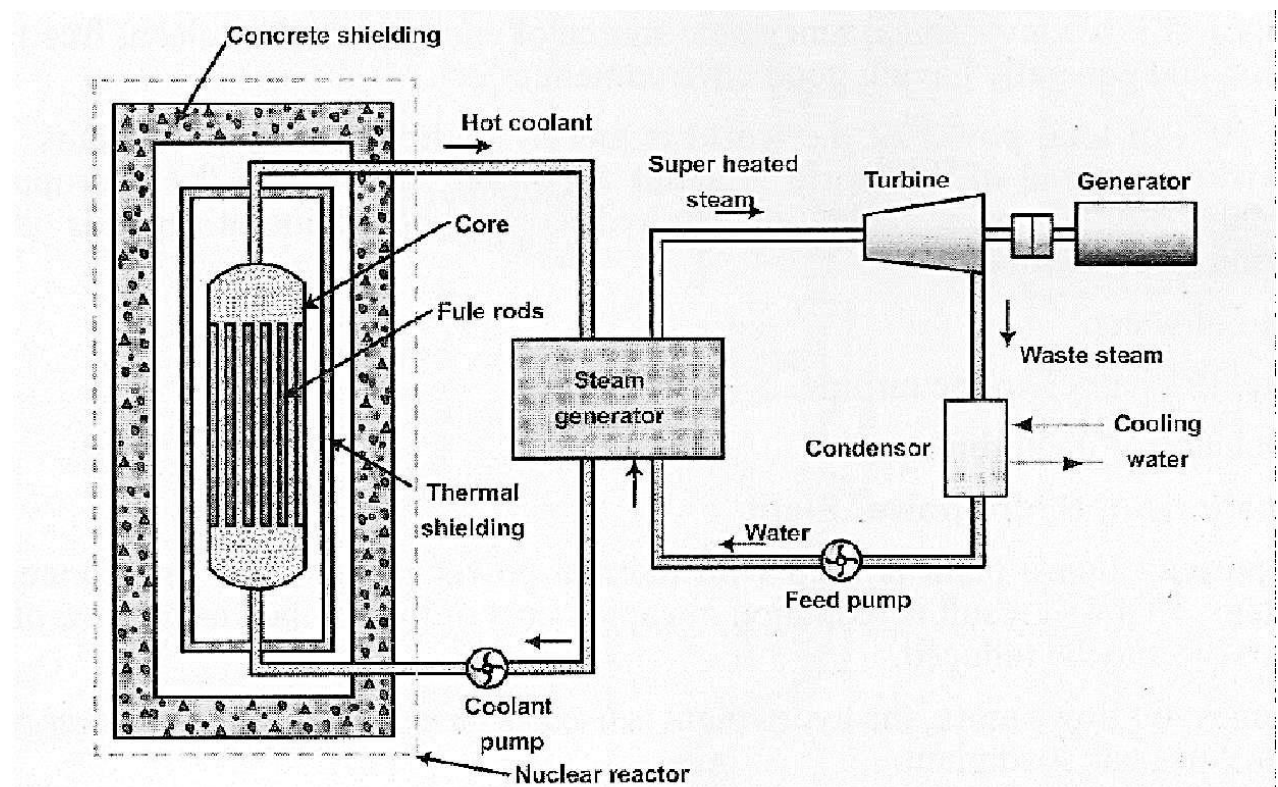 Concrete shielding
Hot coolant
Super heated
steam
Turbine
Generator
Core
Fule rods
Waste steam
Steam
generator
Condensor
Cooling
water
Thermal
shielding
Water
Feed pump
Coolant
pump
Nuclear reactor